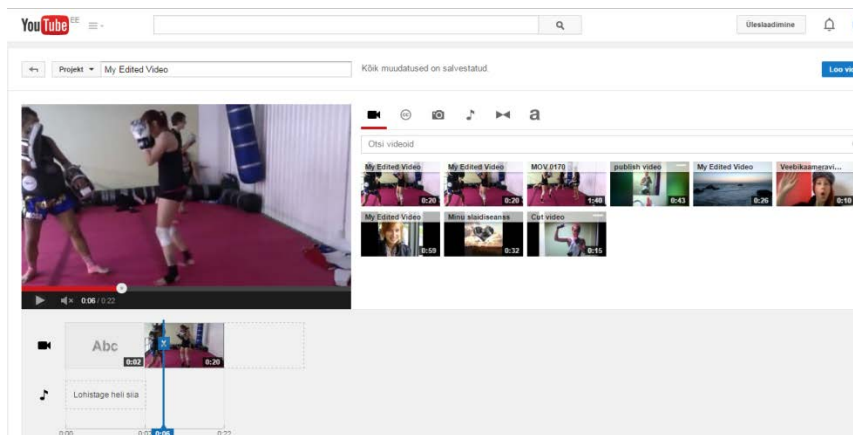 YouTube EE
Üleslaadimine
Projekt
My Edited Video
Kõik muudatused on salvestatud.
Loo vi
a
Otsi videoid
My Edited Video
0:20
My Edited Video
0:20
MOV 0170
1:40
publish video
0:43
My Edited Video
0:26
Veebikaameravi...
0:10
My Edited Video
0:59
Minu slaidiseanss
0:32
Cut video
0:15
0:06 / 0:22
Abc
0:02
0:20
Lohistage heli siia
0:00
0:06
0:22